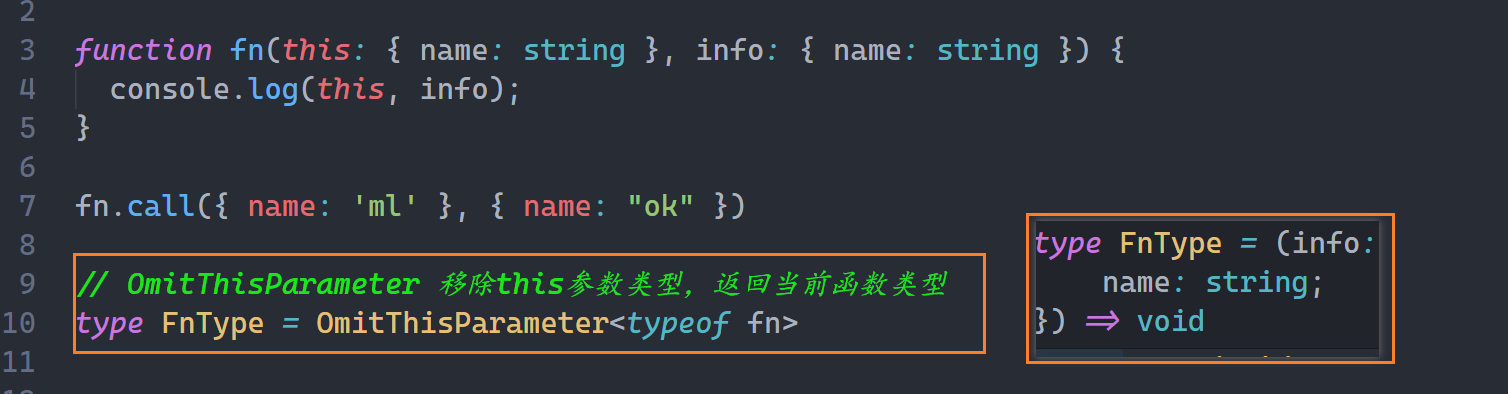 2
3 function fn(this: { name: string }, info: { name: string }) {
4 console.log(this, info);
5 }
6
7 fn.call({ name: 'ml' }, { name: "ok" })
8
9 // OmitThisParameter 移除this参数类型，返回当前函数类型
10 type FnType = OmitThisParameter<typeof fn>
11
type FnType = (info:
name: string;
}) => void